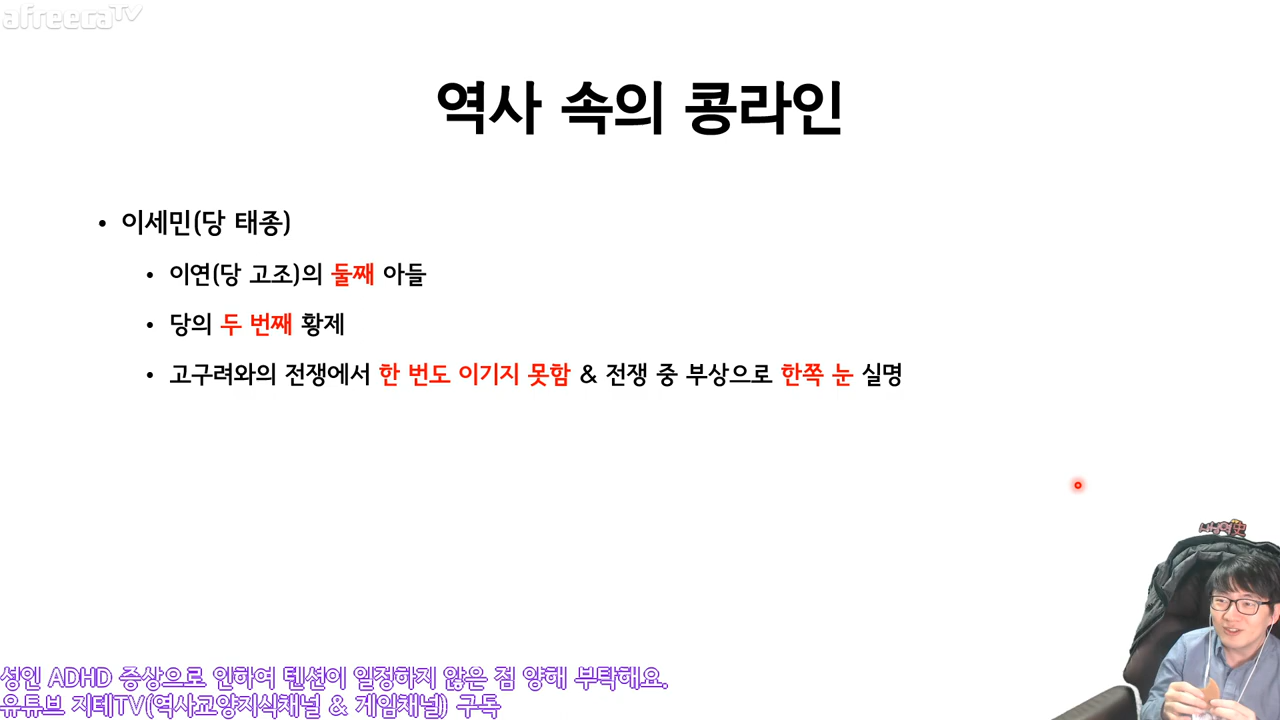 afreecaTV
역사 속의 콩라인
• 이세민(당 태종)
• 이연(당 고조)의 둘째 아들
• 당의 두 번째 황제
• 고구려와의 전쟁에서 한 번도 이기지 못함 & 전쟁 중 부상으로 한쪽 눈 실명
성인 ADHD 증상으로 인하여 텐션이 일정하지 않은 점 양해 부탁해요.
유튜브 지테TV(역사교양지식채널 & 게임채널) 구독